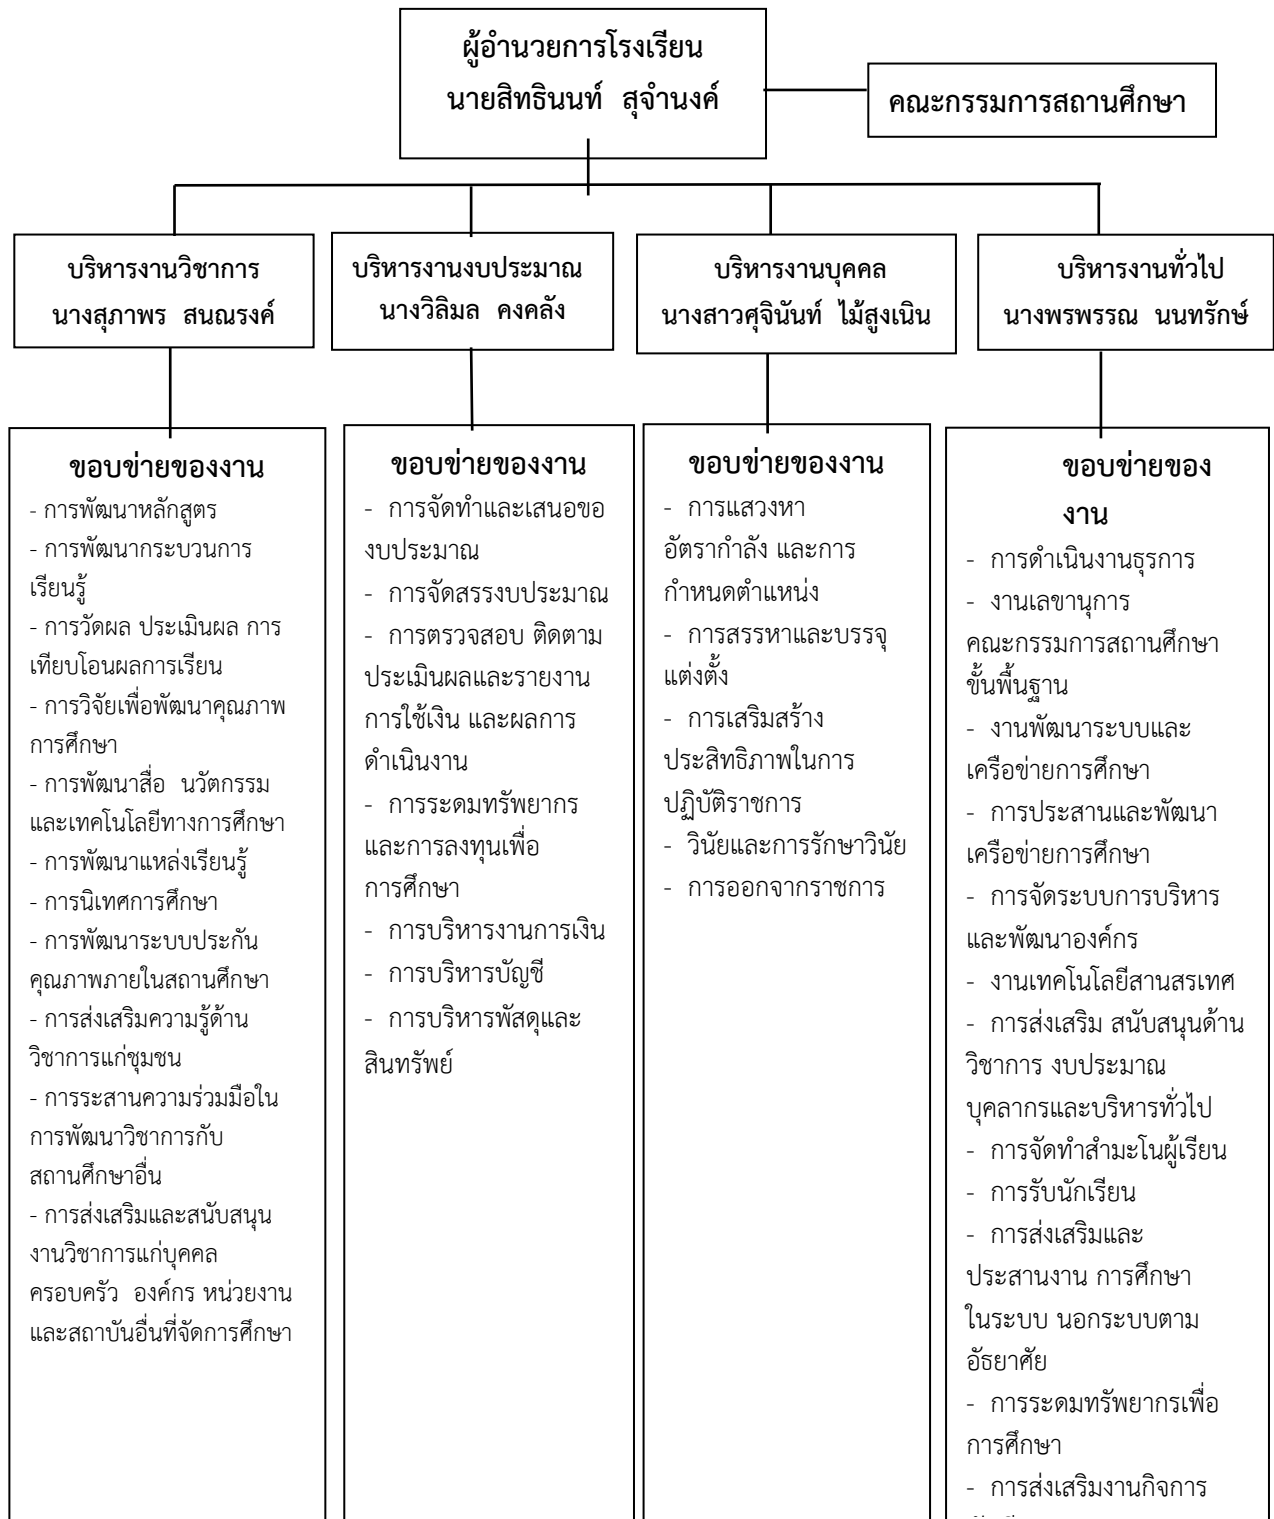 ผู้อำนวยการโรงเรียน
นายสิทธินนท์ สุจำนงค์
คณะกรรมการสถานศึกษา
บริหารงานวิชาการ
นางสุภาพร สนณรงค์
บริหารงานงบประมาณ
นางวิลิมล คงคลัง
บริหารงานบุคคล
นางสาวศุจินันท์ ไม้สูงเนิน
บริหารงานทั่วไป
นางพรพรรณ นนทรักษ์
ขอบข่ายของงาน
- การพัฒนาหลักสูตร
- การพัฒนากระบวนการ
เรียนรู้
- การวัดผล ประเมินผล การ
เทียบโอนผลการเรียน
- การวิจัยเพื่อพัฒนาคุณภาพ
การศึกษา
- การพัฒนาสื่อ นวัตกรรม
และเทคโนโลยีทางการศึกษา
- การพัฒนาแหล่งเรียนรู้
- การนิเทศการศึกษา
- การพัฒนาระบบประกัน
คุณภาพภายในสถานศึกษา
- การส่งเสริมความรู้ด้าน
วิชาการแก่ชุมชน
- การระสานความร่วมมือใน
การพัฒนาวิชาการกับ
สถานศึกษาอื่น
- การส่งเสริมและสนับสนุน
งานวิชาการแก่บุคคล
ครอบครัว องค์กร หน่วยงาน
และสถาบันอื่นที่จัดการศึกษา
ขอบข่ายของงาน
- การจัดทำและเสนอขอ
งบประมาณ
- การจัดสรรงบประมาณ
- การตรวจสอบ ติดตาม
ประเมินผลและรายงาน
การใช้เงิน และผลการ
ดำเนินงาน
- การระดมทรัพยากร
และการลงทุนเพื่อ
การศึกษา
- การบริหารงานการเงิน
- การบริหารบัญชี
- การบริหารพัสดุและ
สินทรัพย์
ขอบข่ายของงาน
- การแสวงหา
อัตรากำลัง และการ
กำหนดตำแหน่ง
- การสรรหาและบรรจุ
แต่งตั้ง
- การเสริมสร้าง
ประสิทธิภาพในการ
ปฏิบัติราชการ
- วินัยและการรักษาวินัย
- การออกจากราชการ
ขอบข่ายของ
งาน
- การดำเนินงานธุรการ
- งานเลขานุการ
คณะกรรมการสถานศึกษา
ขั้นพื้นฐาน
- งานพัฒนาระบบและ
เครือข่ายการศึกษา
- การประสานและพัฒนา
เครือข่ายการศึกษา
- การจัดระบบการบริหาร
และพัฒนาองค์กร
- งานเทคโนโลยีสานสรเทศ
- การส่งเสริม สนับสนุนด้าน
วิชาการ งบประมาณ
บุคลากรและบริหารทั่วไป
- การจัดทำสำมะโนผู้เรียน
- การรับนักเรียน
- การส่งเสริมและ
ประสานงาน การศึกษา
ในระบบ นอกระบบตาม
อัธยาศัย
- การระดมทรัพยากรเพื่อ
การศึกษา
- การส่งเสริมงานกิจการ